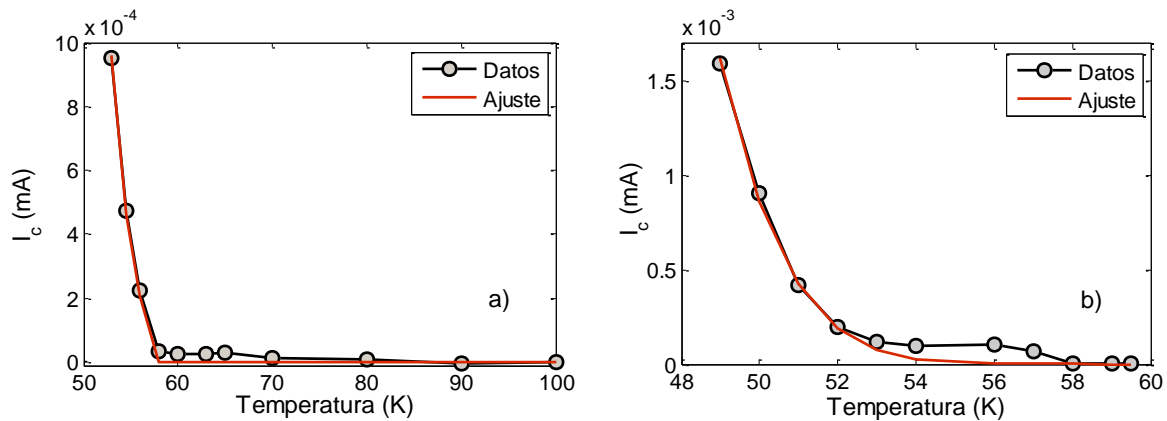 x 10⁻⁴
10
8
6
4
2
0
I_c (mA)
50 60 70 80 90 100
Temperatura (K)
Datos
Ajuste
a)
x 10⁻³
1.5
1
0.5
0
I_c (mA)
48 50 52 54 56 58 60
Temperatura (K)
Datos
Ajuste
b)